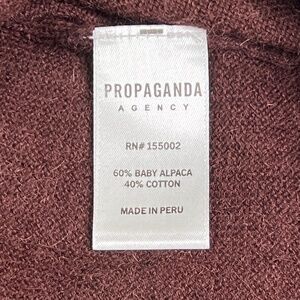 PROPAGANDA
AGENCY
RN# 155002
60% BABY ALPACA
40% COTTON
MADE IN PERU